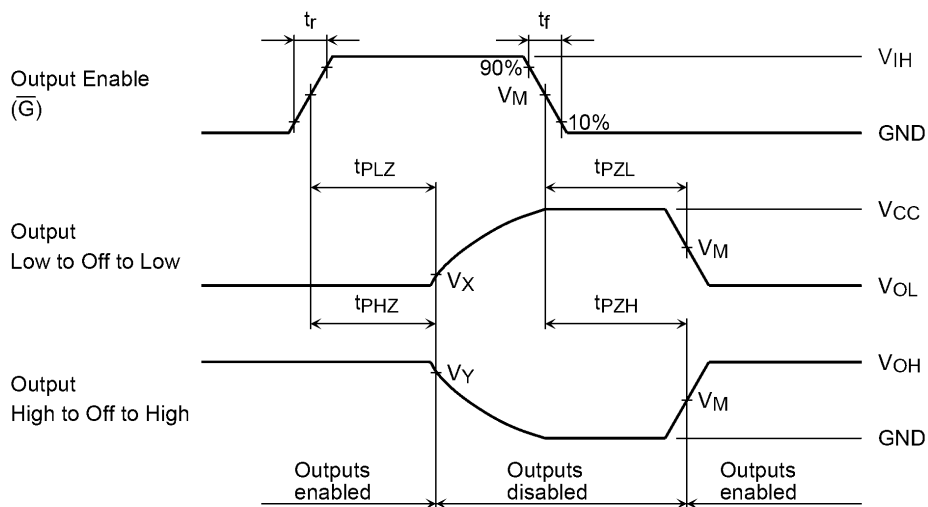 tr
tf
Output Enable
(G̅)
90%
VM
10%
VIH
GND
tPLZ
tPZL
Output
Low to Off to Low
VX
VCC
VM
VOL
tPHZ
tPZH
Output
High to Off to High
VY
VOH
VM
GND
Outputs
enabled
Outputs
disabled
Outputs
enabled